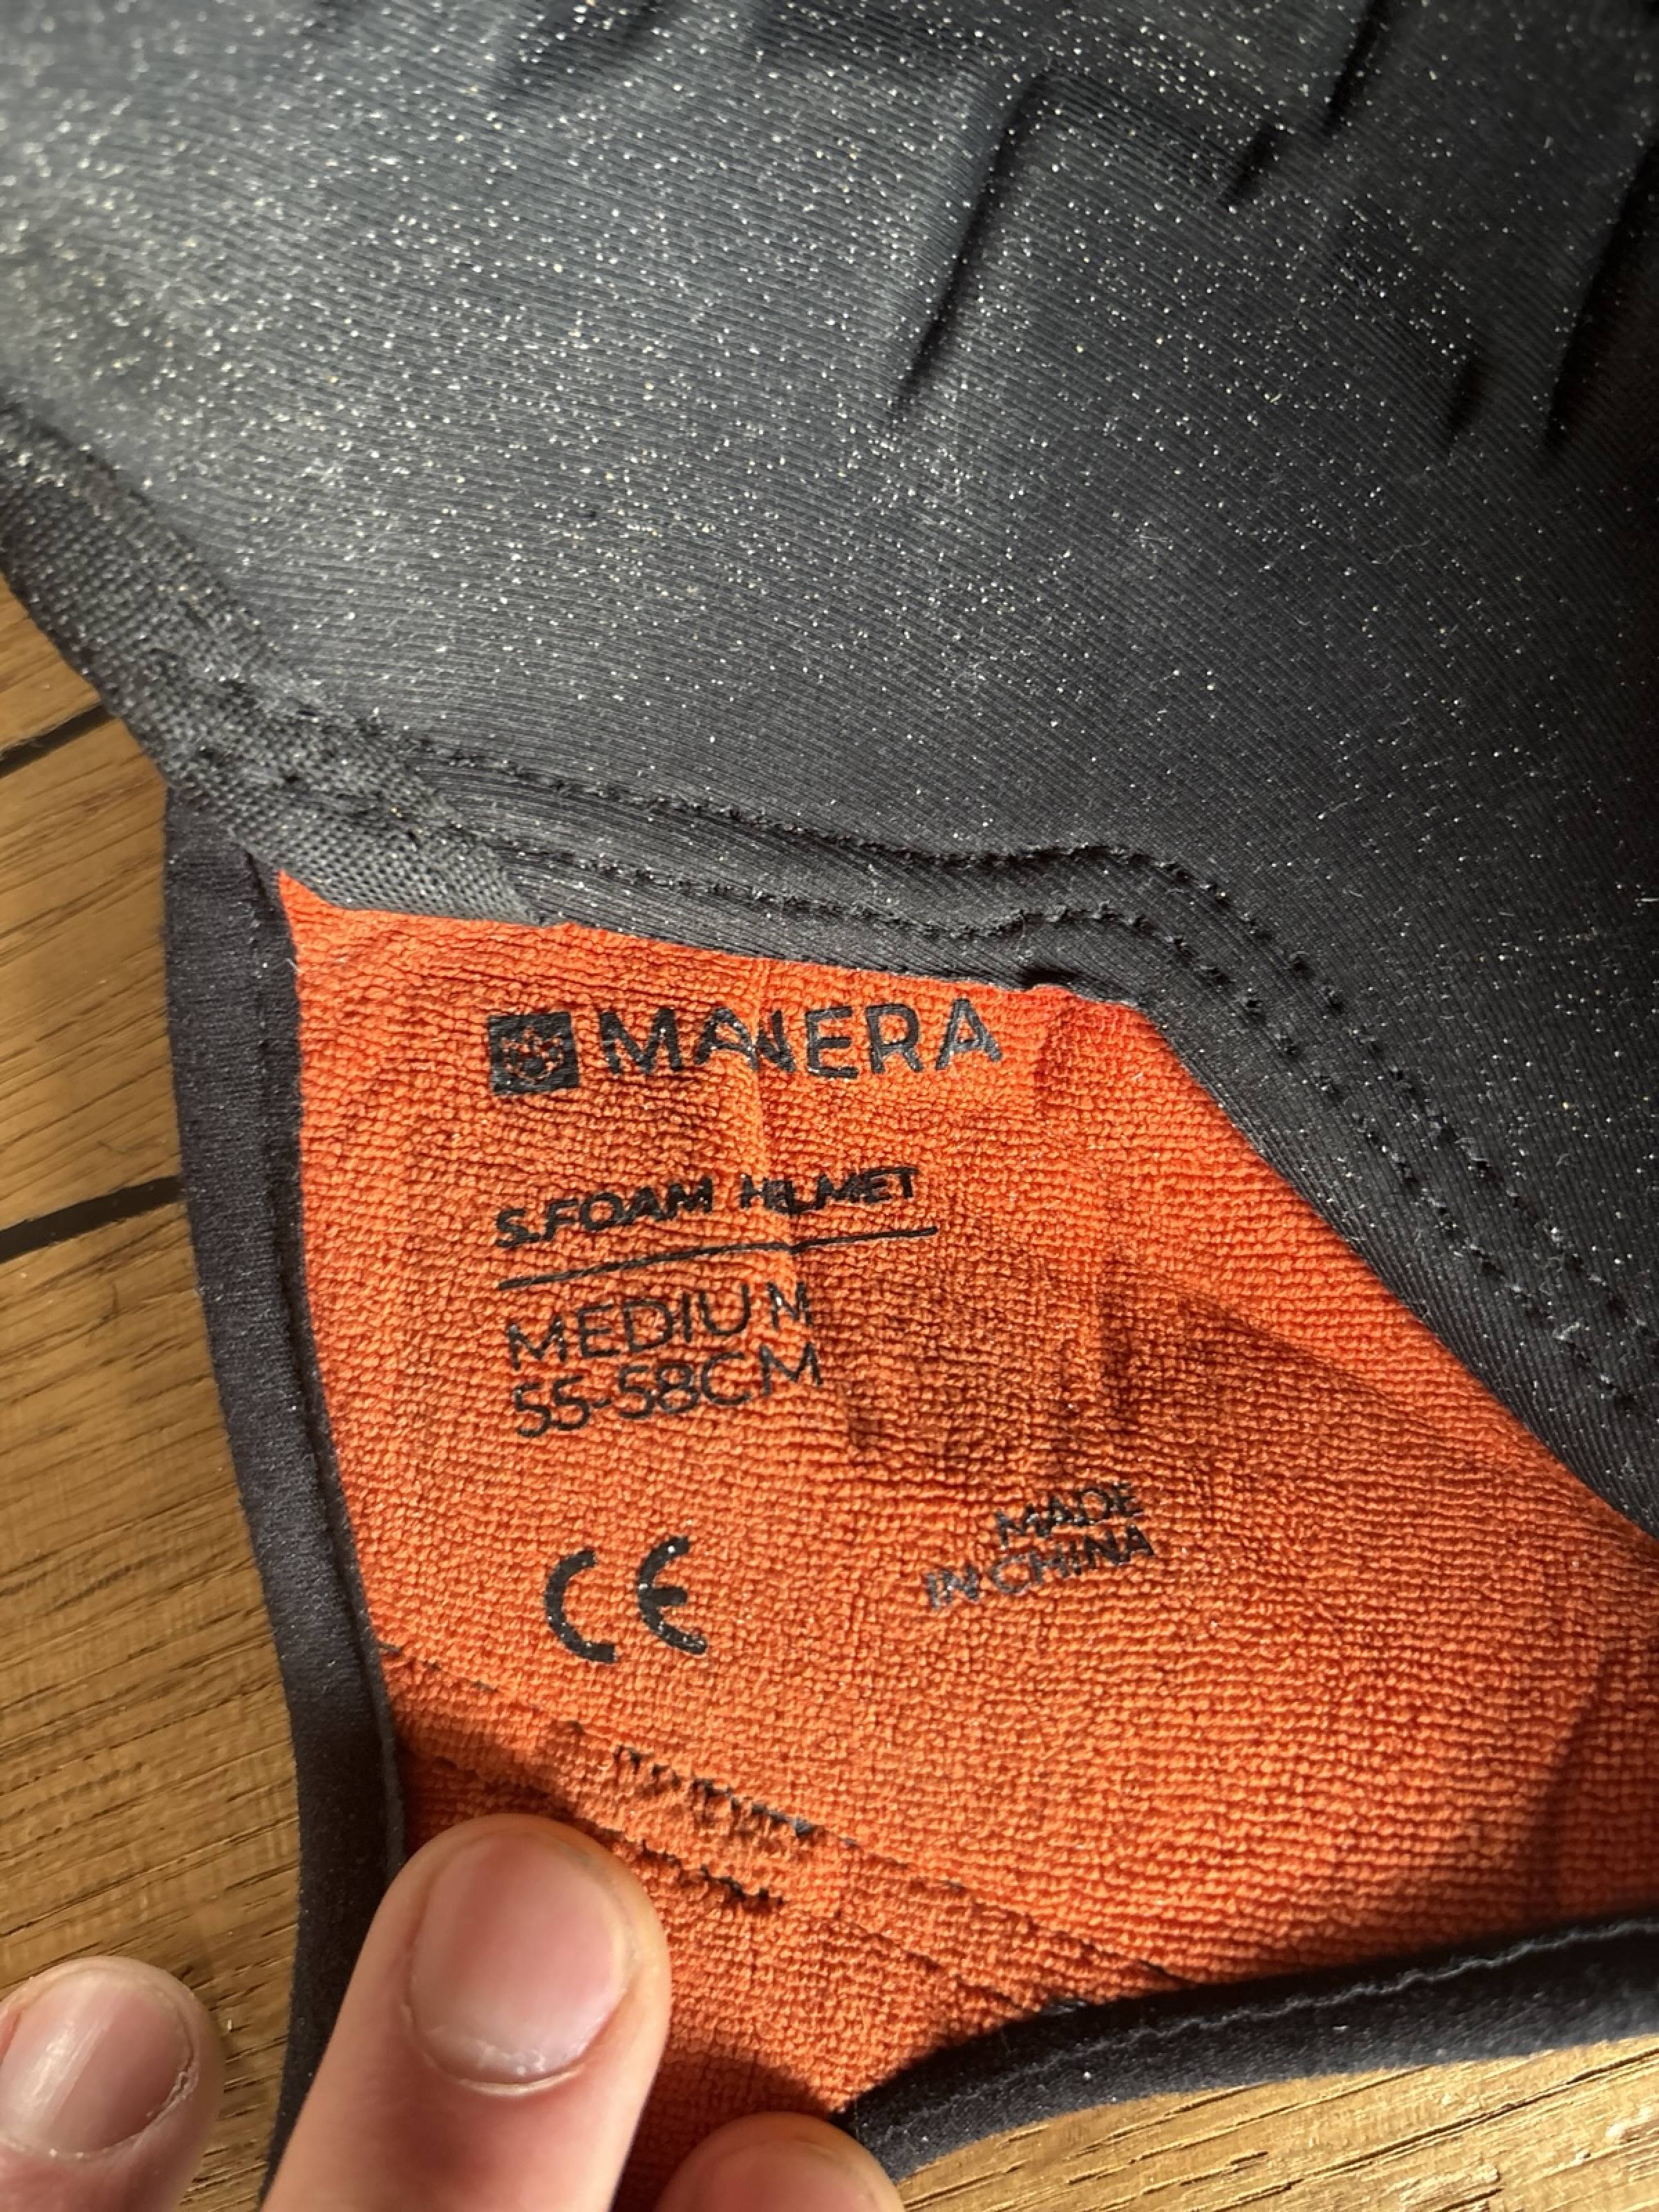 MANERA
S.FOAM HELMET
MEDIUM
55-58CM
CE
MADE
IN CHINA